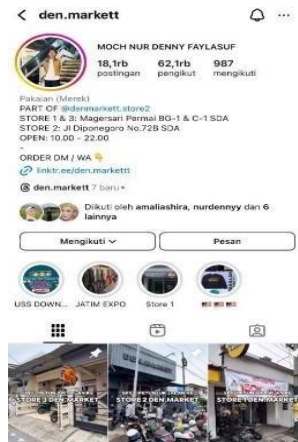 den.markett
MOCH NUR DENNY FAYLASUF
18,1rb 62,1rb 987
postingan pengikut mengikuti
Pakaian (Merek)
PART OF @denmarkett.store2
STORE 1 & 3: Magersari Permai BG-1 & C-1 SDA
STORE 2: Jl Diponegoro No.72B SDA
OPEN: 10.00 - 22.00
-
ORDER DM / WA 👇
linktr.ee/den.markettt
den.markett 7 baru
Diikuti oleh amaliashira, nurdennyy dan 6
lainnya
Mengikuti Pesan
USS DOWN... JATIM EXPO Store 1 🇲🇾 🇲🇾 🇲🇾
STORE 3 DEN.MARKET STORE 2 DEN.MARKET STORE 1 DEN.MARKET